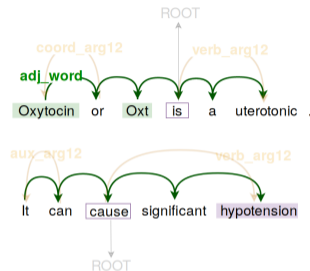 ROOT
coord_arg12 verb_arg12
adj_word
Oxytocin or Oxt is a uterotonic .
aux_arg12 verb_arg12
It can cause significant hypotension
ROOT